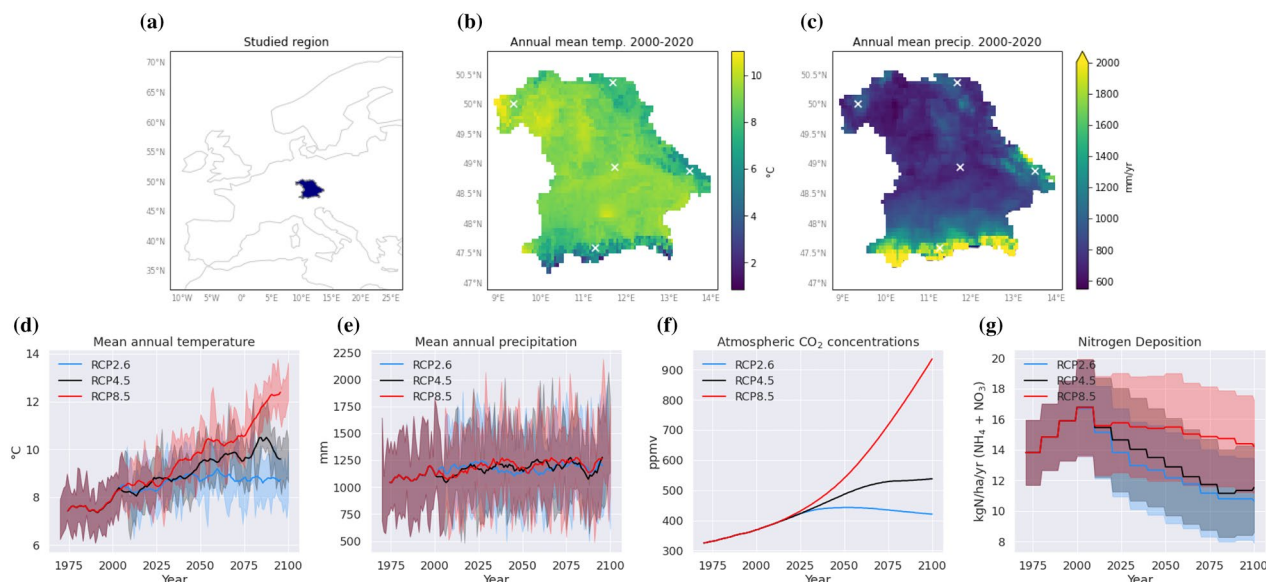 (a)
Studied region
70°N
65°N
60°N
55°N
50°N
45°N
40°N
35°N
10°W 5°W 0° 5°E 10°E 15°E 20°E 25°E
(b)
Annual mean temp. 2000-2020
50.5°N
50°N
49.5°N
49°N
48.5°N
48°N
47.5°N
47°N
9°E 10°E 11°E 12°E 13°E 14°E
10
8
6
4
2
°C
(c)
Annual mean precip. 2000-2020
50.5°N
50°N
49.5°N
49°N
48.5°N
48°N
47.5°N
47°N
9°E 10°E 11°E 12°E 13°E 14°E
2000
1800
1600
1400
1200
1000
800
600
mm/yr
(d)
Mean annual temperature
RCP2.6
RCP4.5
RCP8.5
14
12
10
8
6
°C
1975 2000 2025 2050 2075 2100
Year
(e)
Mean annual precipitation
RCP2.6
RCP4.5
RCP8.5
2250
2000
1750
1500
1250
1000
750
500
mm
1975 2000 2025 2050 2075 2100
Year
(f)
Atmospheric CO₂ concentrations
RCP2.6
RCP4.5
RCP8.5
900
800
700
600
500
400
300
ppmv
1975 2000 2025 2050 2075 2100
Year
(g)
Nitrogen Deposition
RCP2.6
RCP4.5
RCP8.5
20
18
16
14
12
10
8
kgN/ha/yr (NH₄ + NO₃)
1975 2000 2025 2050 2075 2100
Year